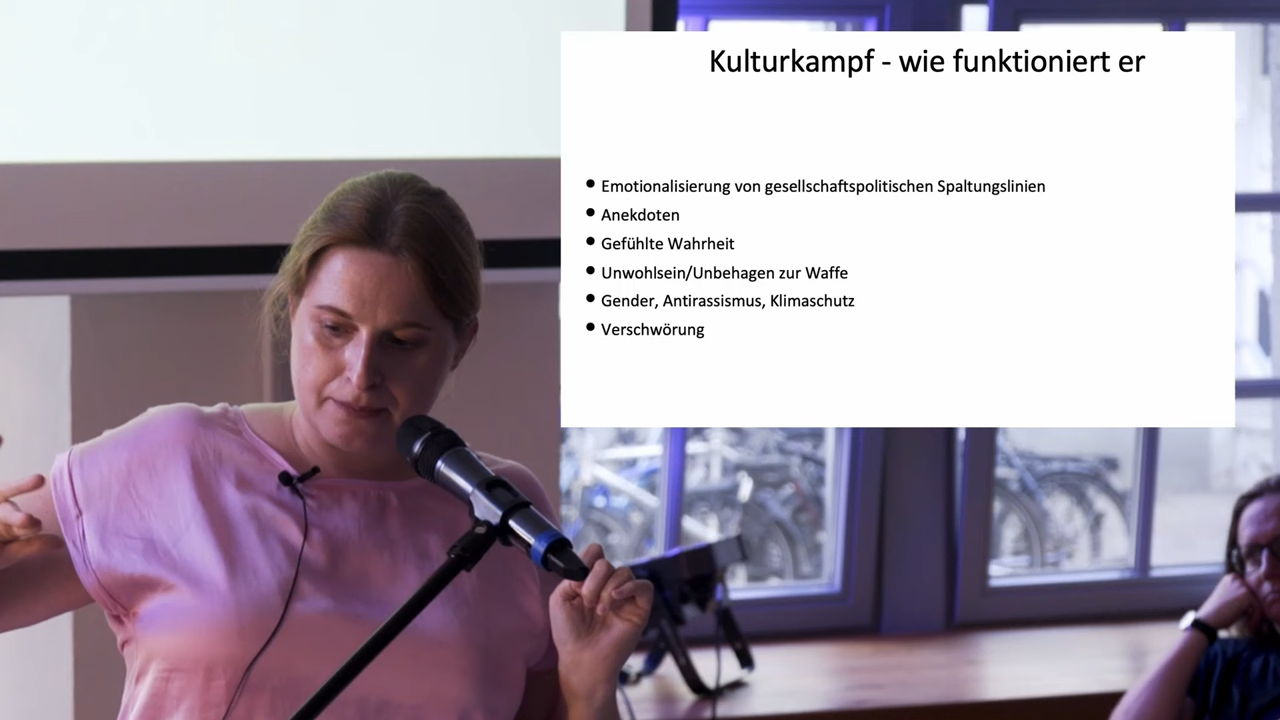 Kulturkampf - wie funktioniert er
• Emotionalisierung von gesellschaftspolitischen Spaltungslinien
• Anekdoten
• Gefühlte Wahrheit
• Unwohlsein/Unbehagen zur Waffe
• Gender, Antirassismus, Klimaschutz
• Verschwörung